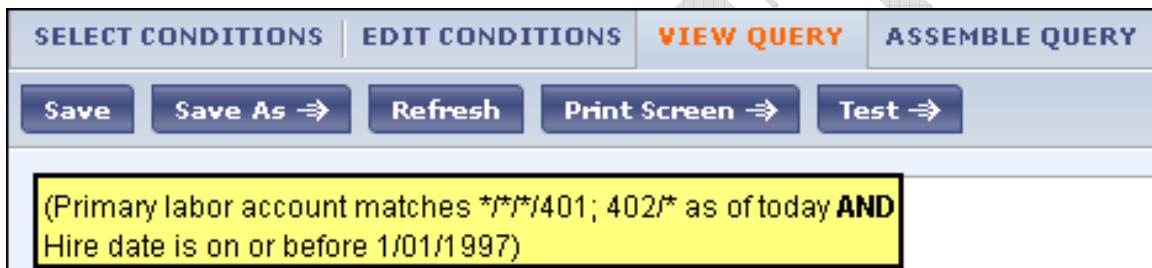 SELECT CONDITIONS EDIT CONDITIONS VIEW QUERY ASSEMBLE QUERY
Save Save As Refresh Print Screen Test
(Primary labor account matches */*/*/401; 402/* as of today AND
Hire date is on or before 1/01/1997)